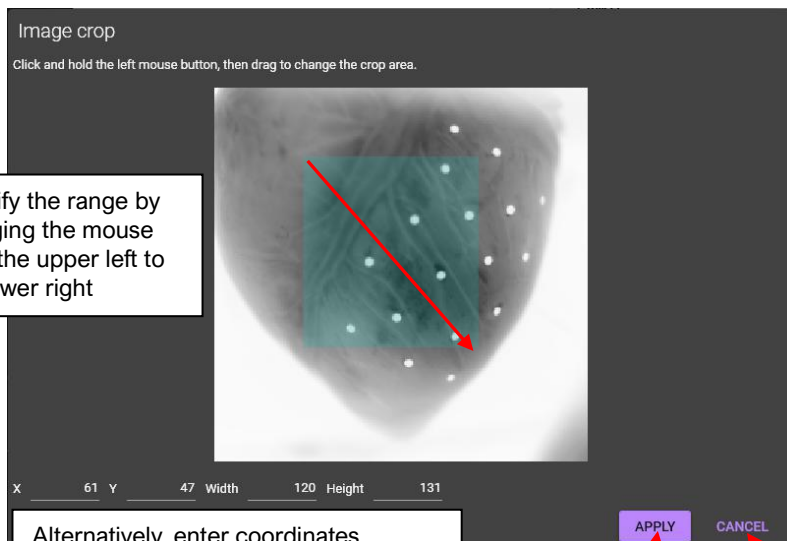 Image crop
Click and hold the left mouse button, then drag to change the crop area.
ify the range by
ging the mouse
the upper left to
wer right
X 61 Y 47 Width 120 Height 131
Alternatively, enter coordinates
APPLY CANCEL